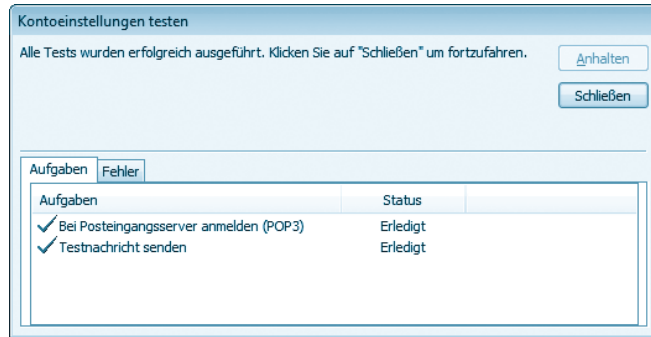 Kontoeinstellungen testen
Alle Tests wurden erfolgreich ausgeführt. Klicken Sie auf "Schließen" um fortzufahren.
Anhalten
Schließen
Aufgaben Fehler
Aufgaben Status
Bei Posteingangsserver anmelden (POP3) Erledigt
Testnachricht senden Erledigt